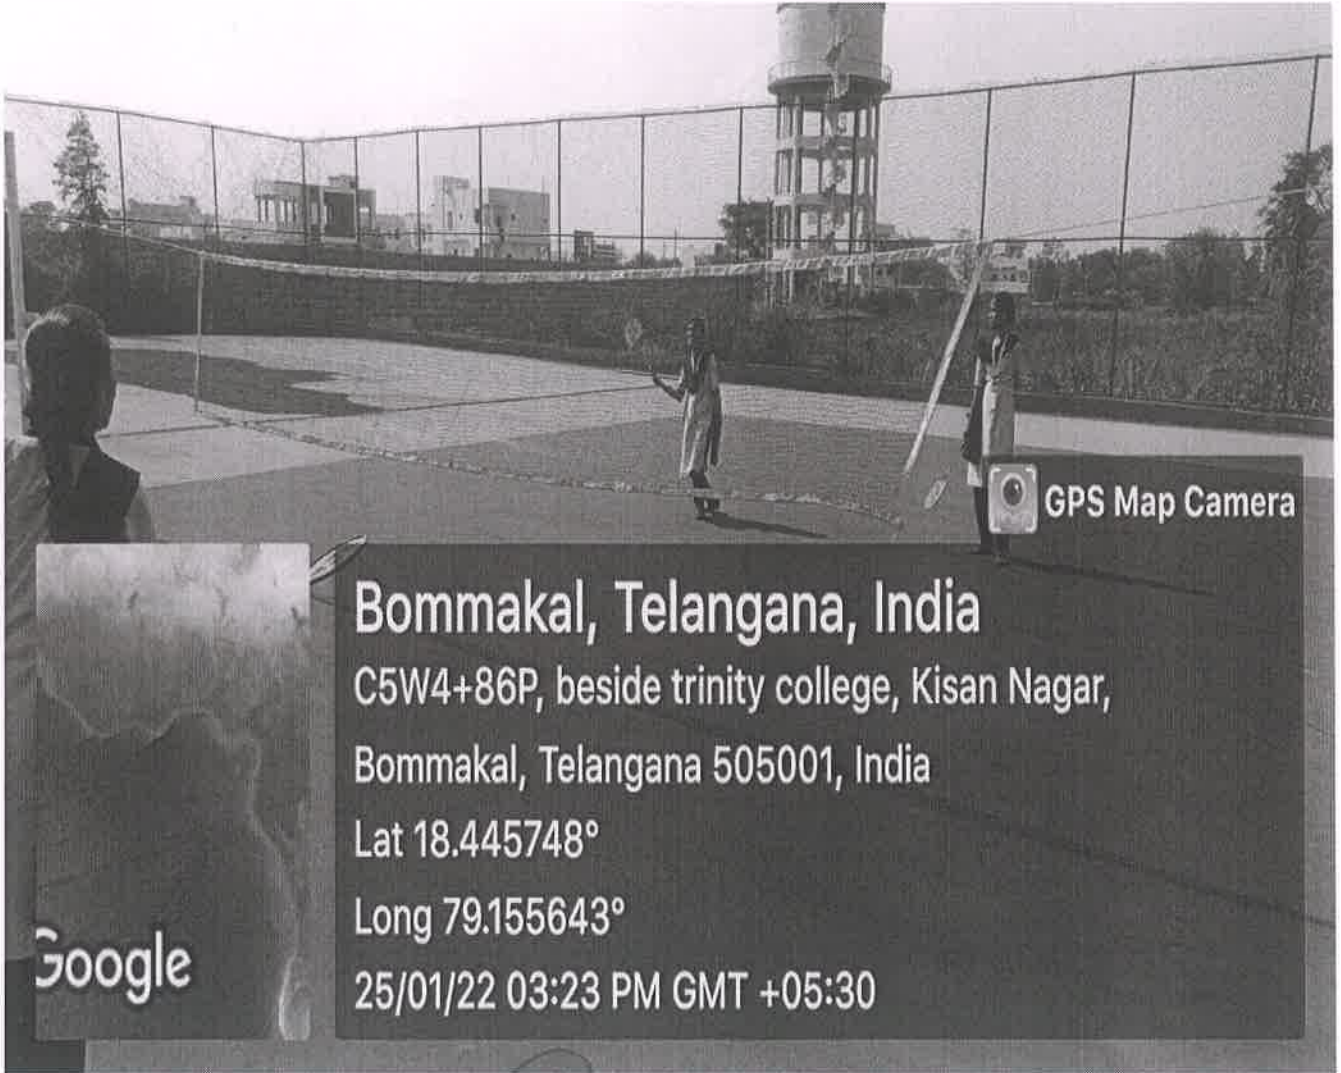 GPS Map Camera
Bommakal, Telangana, India
C5W4+86P, beside trinity college, Kisan Nagar,
Bommakal, Telangana 505001, India
Lat 18.445748°
Long 79.155643°
25/01/22 03:23 PM GMT +05:30
Google